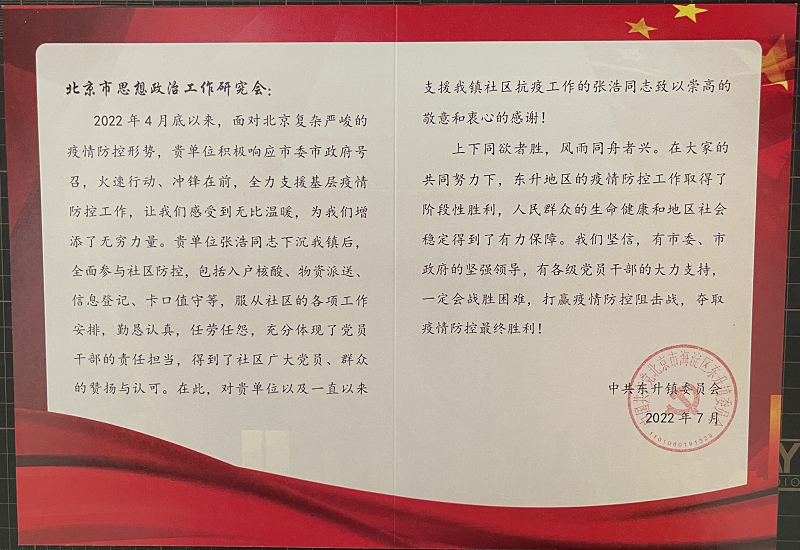 北京市思想政治工作研究会：
2022年4月底以来，面对北京复杂严峻的
疫情防控形势，贵单位积极响应市委市政府号
召，火速行动、冲锋在前，全力支援基层疫情
防控工作，让我们感受到无比温暖，为我们增
添了无穷力量。贵单位张浩同志下沉我镇后，
全面参与社区防控，包括入户核酸、物资派送、
信息登记、卡口值守等，服从社区的各项工作
安排，勤恳认真，任劳任怨，充分体现了党员
干部的责任担当，得到了社区广大党员、群众
的赞扬与认可。在此，对贵单位以及一直以来
支援我镇社区抗疫工作的张浩同志致以崇高的
敬意和衷心的感谢！
上下同欲者胜，风雨同舟者兴。在大家的
共同努力下，东升地区的疫情防控工作取得了
阶段性胜利，人民群众的生命健康和地区社会
稳定得到了有力保障。我们坚信，有市委、市
政府的坚强领导，有各级党员干部的大力支持，
一定会战胜困难，打赢疫情防控阻击战，夺取
疫情防控最终胜利！
中共东升镇委员会
2022年7月
中国共产党北京市海淀区东升镇委员会